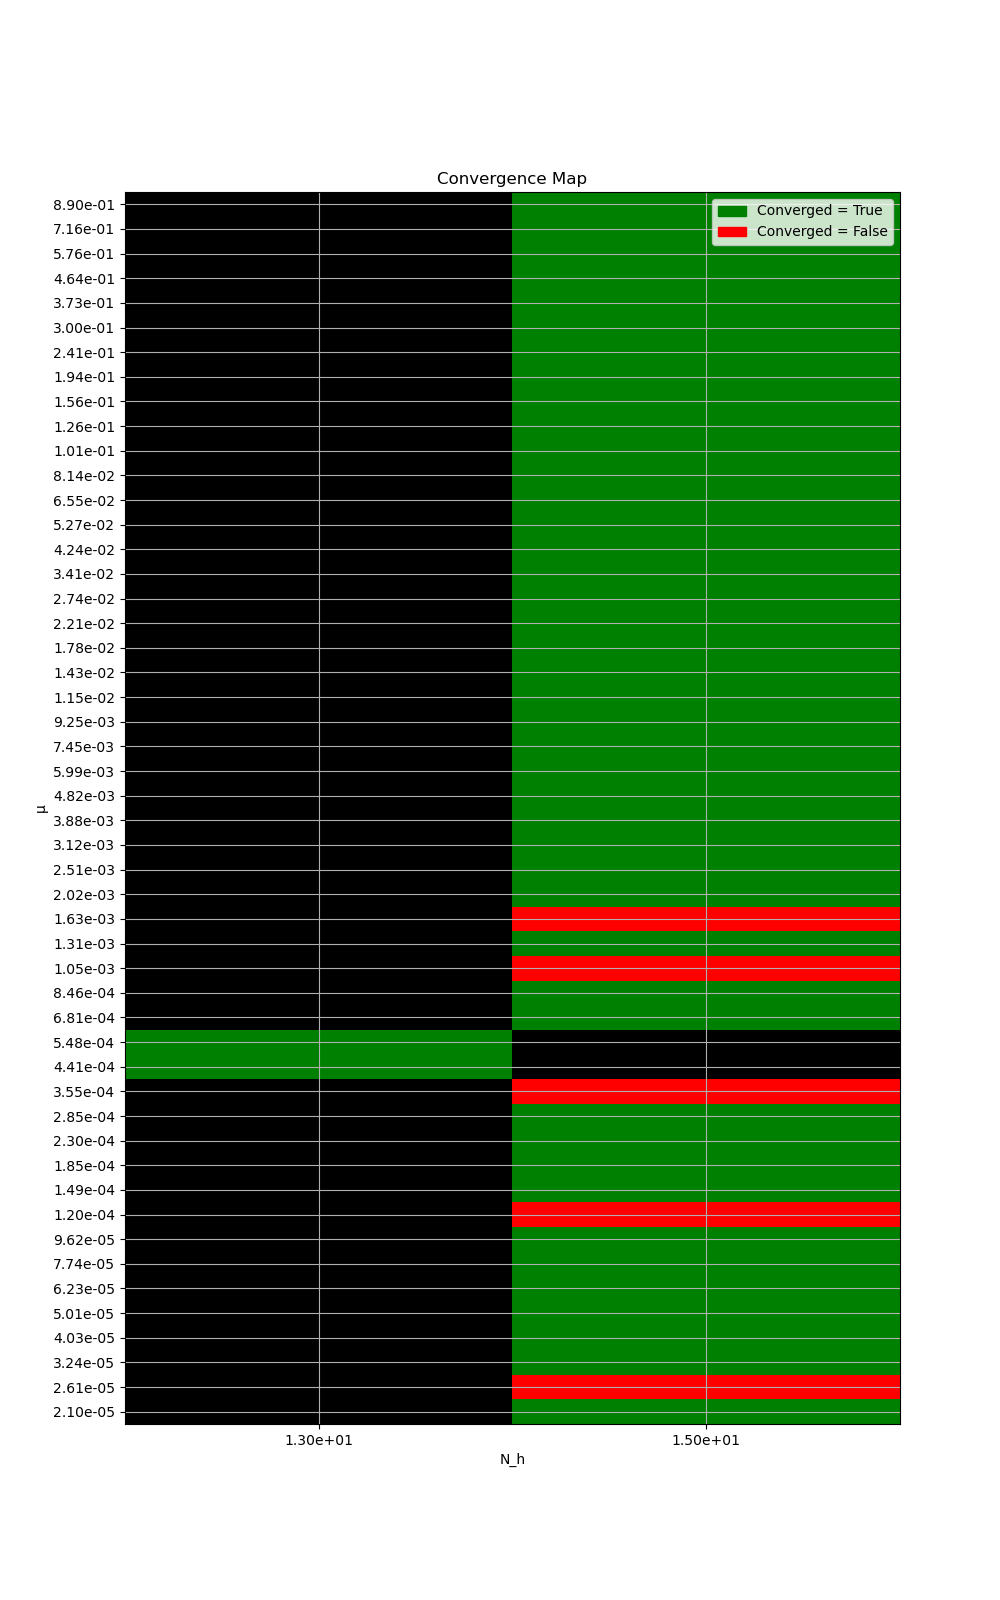 Convergence Map
Converged = True
Converged = False
8.90e-01
7.16e-01
5.76e-01
4.64e-01
3.73e-01
3.00e-01
2.41e-01
1.94e-01
1.56e-01
1.26e-01
1.01e-01
8.14e-02
6.55e-02
5.27e-02
4.24e-02
3.41e-02
2.74e-02
2.21e-02
1.78e-02
1.43e-02
1.15e-02
9.25e-03
7.45e-03
5.99e-03
4.82e-03
μ
3.88e-03
3.12e-03
2.51e-03
2.02e-03
1.63e-03
1.31e-03
1.05e-03
8.46e-04
6.81e-04
5.48e-04
4.41e-04
3.55e-04
2.85e-04
2.30e-04
1.85e-04
1.49e-04
1.20e-04
9.62e-05
7.74e-05
6.23e-05
5.01e-05
4.03e-05
3.24e-05
2.61e-05
2.10e-05
1.30e+01 1.50e+01
N_h